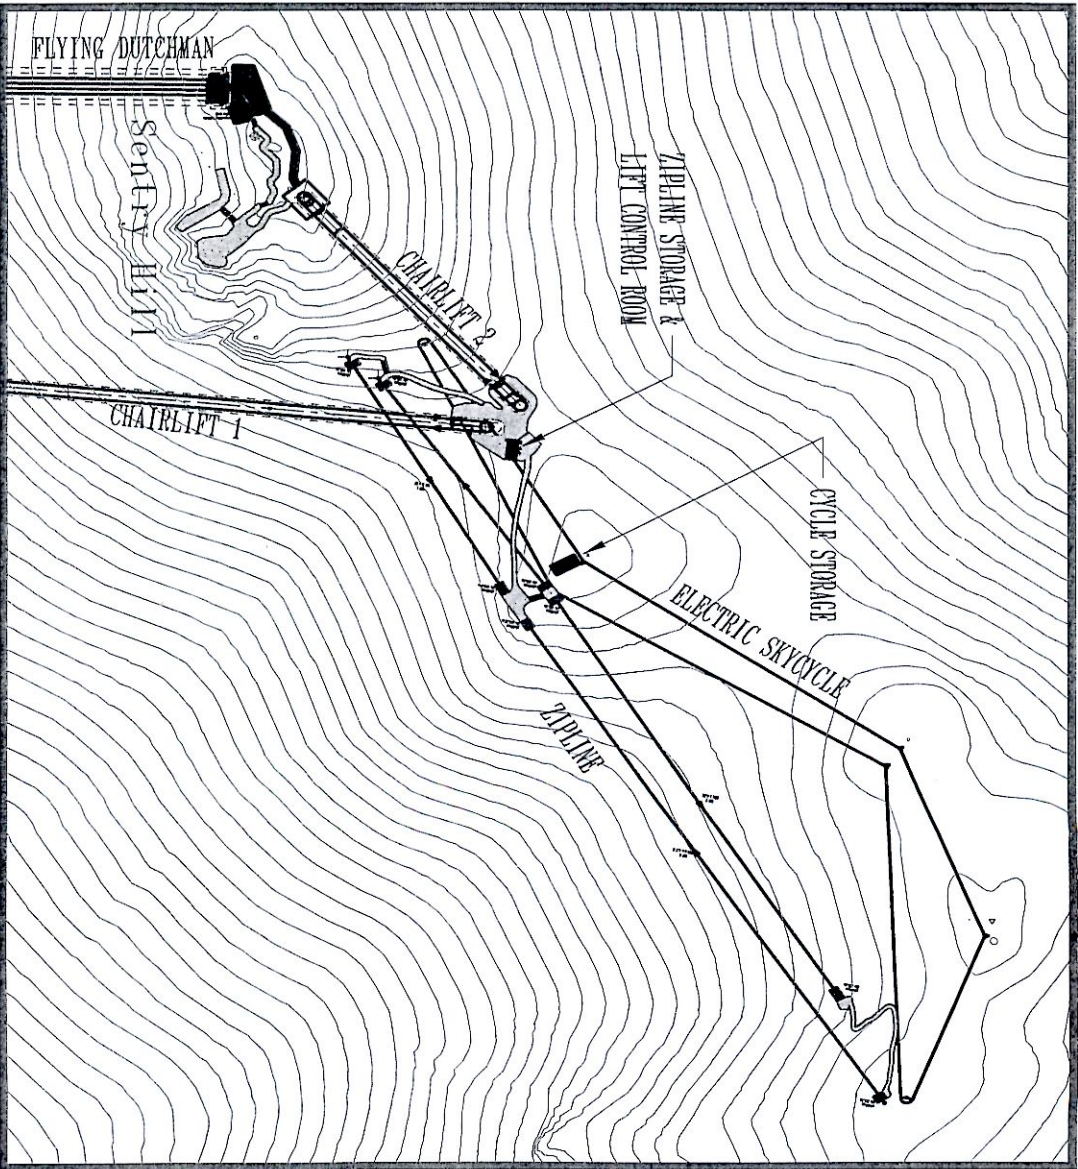 FLYING DUTCHMAN
Sentry Hill
ZIPLINE STORAGE &
LIFT CONTROL ROOM
CHAIRLIFT 2
CHAIRLIFT 1
CYCLE STORAGE
ELECTRIC SKYCYCLE
ZIPLINE